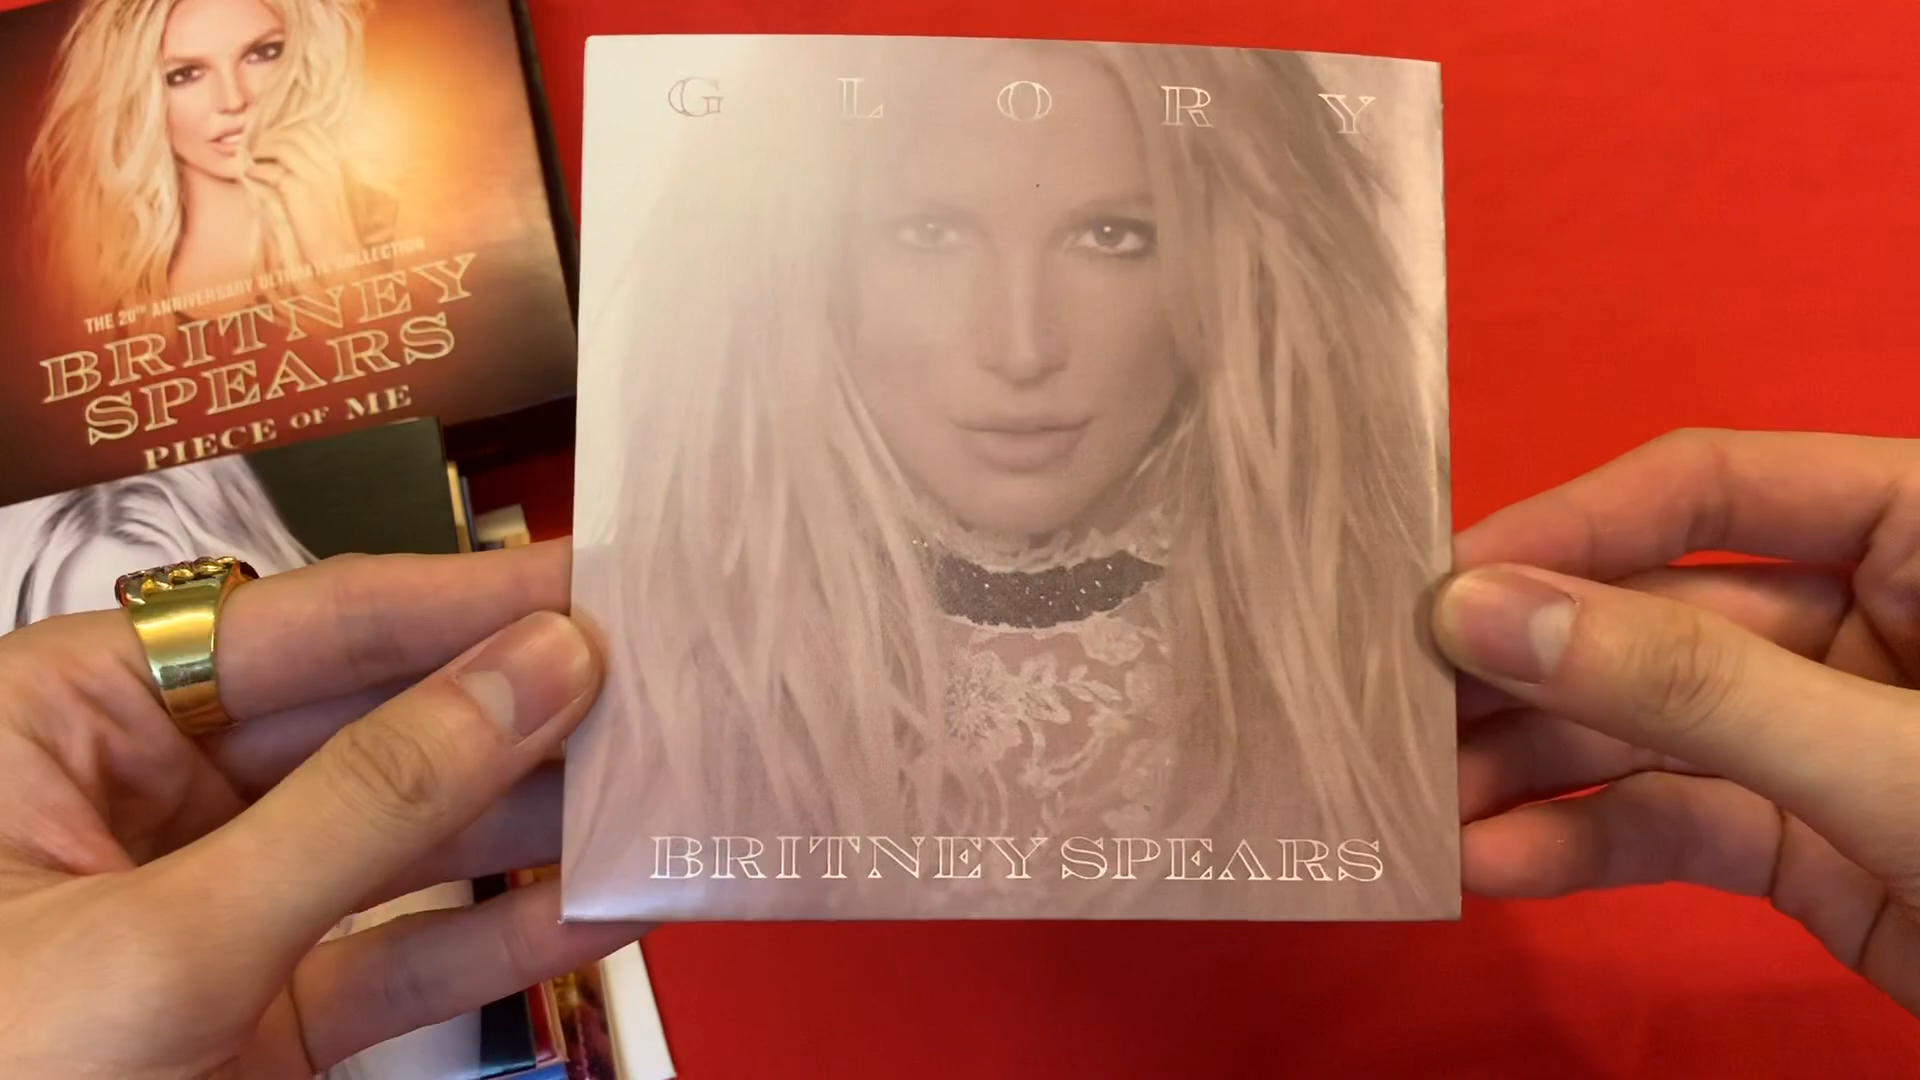 THE 20TH ANNIVERSARY ULTIMATE COLLECTION
BRITNEY
SPEARS
PIECE OF ME
GLORY
BRITNEY SPEARS